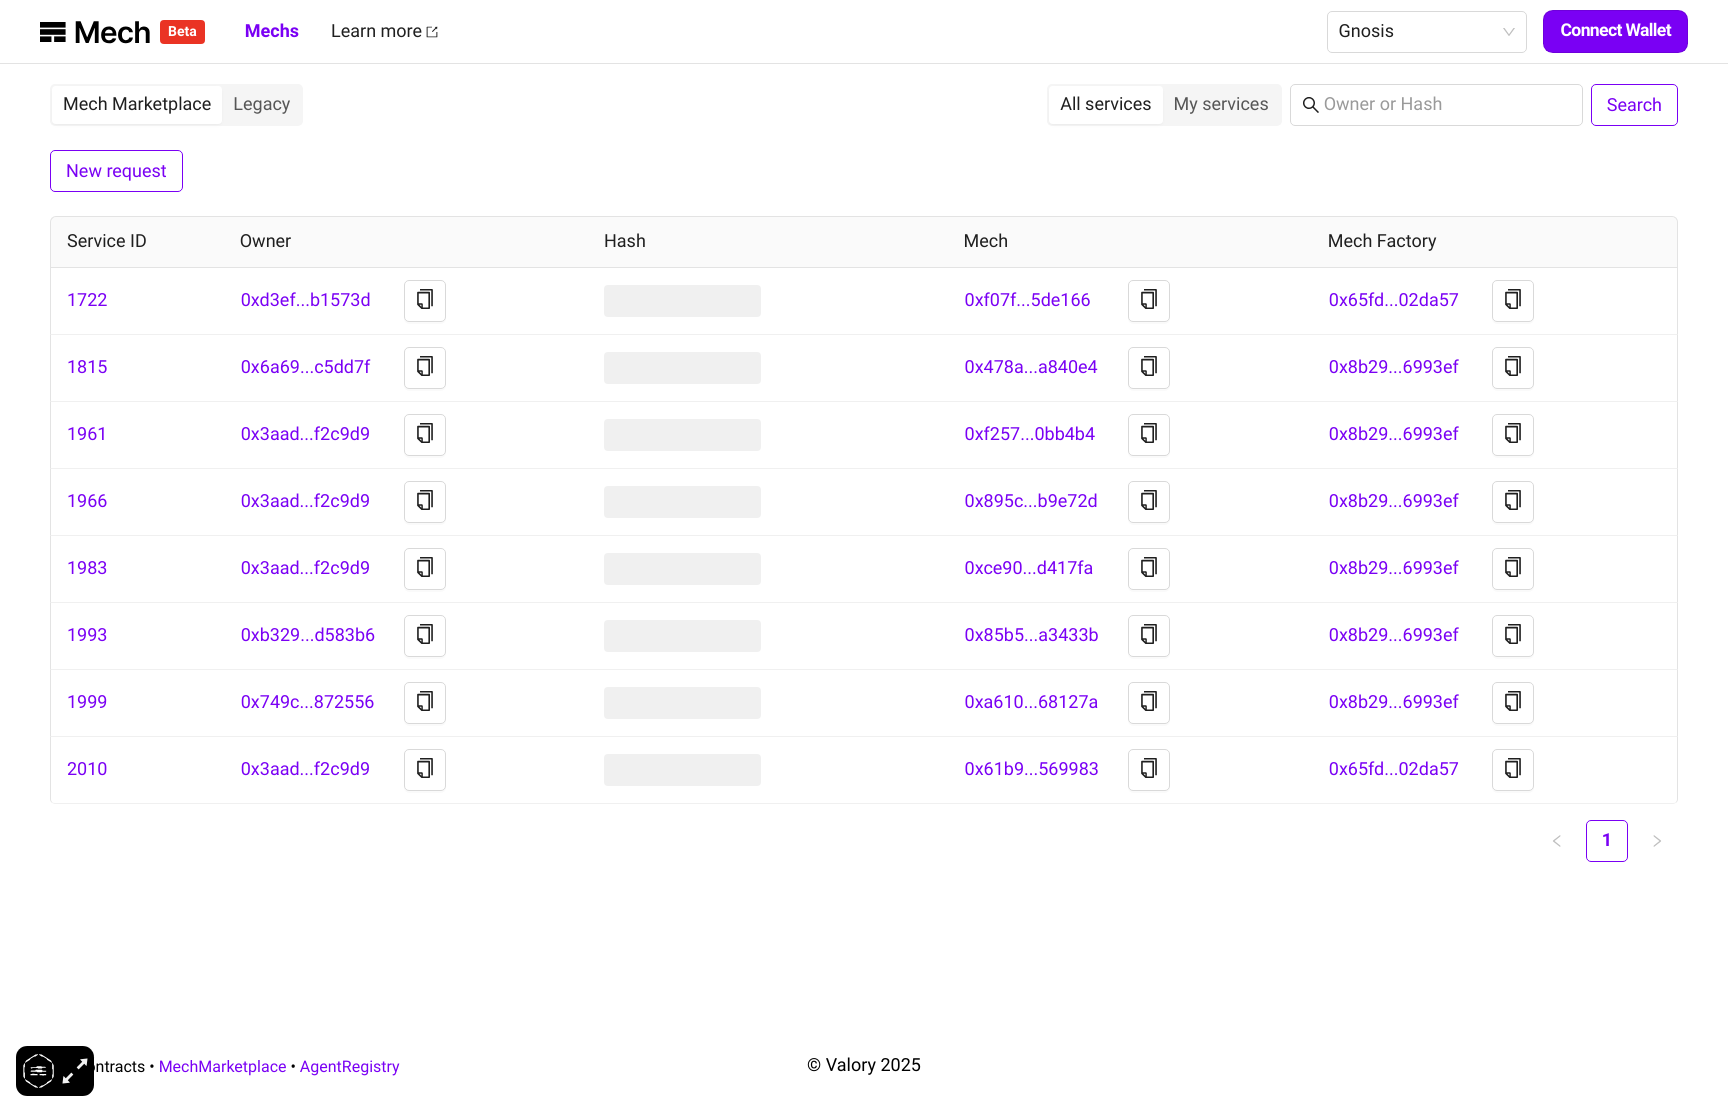 Mech Beta Mechs Learn more Gnosis Connect Wallet
Mech Marketplace Legacy All services My services Owner or Hash Search
New request
Service ID Owner Hash Mech Mech Factory
1722 0xd3ef...b1573d 0xf07f...5de166 0x65fd...02da57
1815 0x6a69...c5dd7f 0x478a...a840e4 0x8b29...6993ef
1961 0x3aad...f2c9d9 0xf257...0bb4b4 0x8b29...6993ef
1966 0x3aad...f2c9d9 0x895c...b9e72d 0x8b29...6993ef
1983 0x3aad...f2c9d9 0xce90...d417fa 0x8b29...6993ef
1993 0xb329...d583b6 0x85b5...a3433b 0x8b29...6993ef
1999 0x749c...872556 0xa610...68127a 0x8b29...6993ef
2010 0x3aad...f2c9d9 0x61b9...569983 0x65fd...02da57
1
ontracts • MechMarketplace • AgentRegistry © Valory 2025